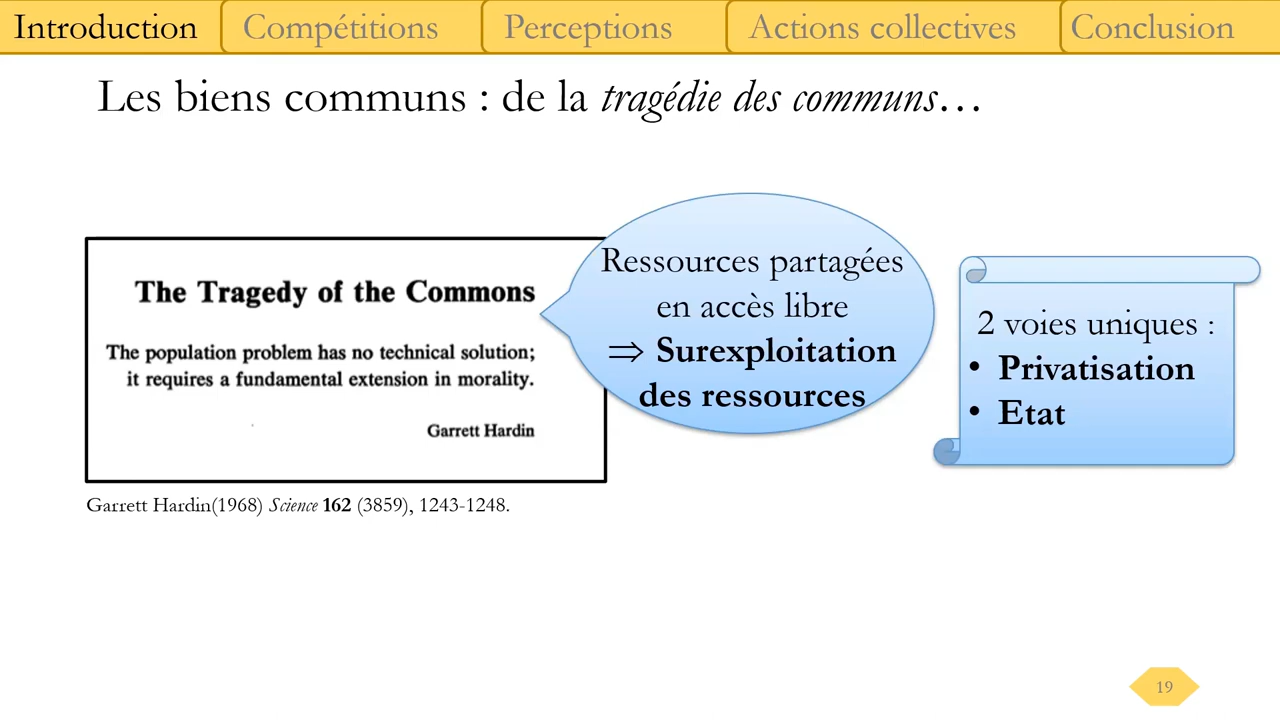 Introduction
Compétitions
Perceptions
Actions collectives
Conclusion
Les biens communs : de la tragédie des communs…
The Tragedy of the Commons
The population problem has no technical solution;
it requires a fundamental extension in morality.
Garrett Hardin
Garrett Hardin(1968) Science 162 (3859), 1243-1248.
Ressources partagées
en accès libre
⇒ Surexploitation
des ressources
2 voies uniques :
• Privatisation
• Etat
19